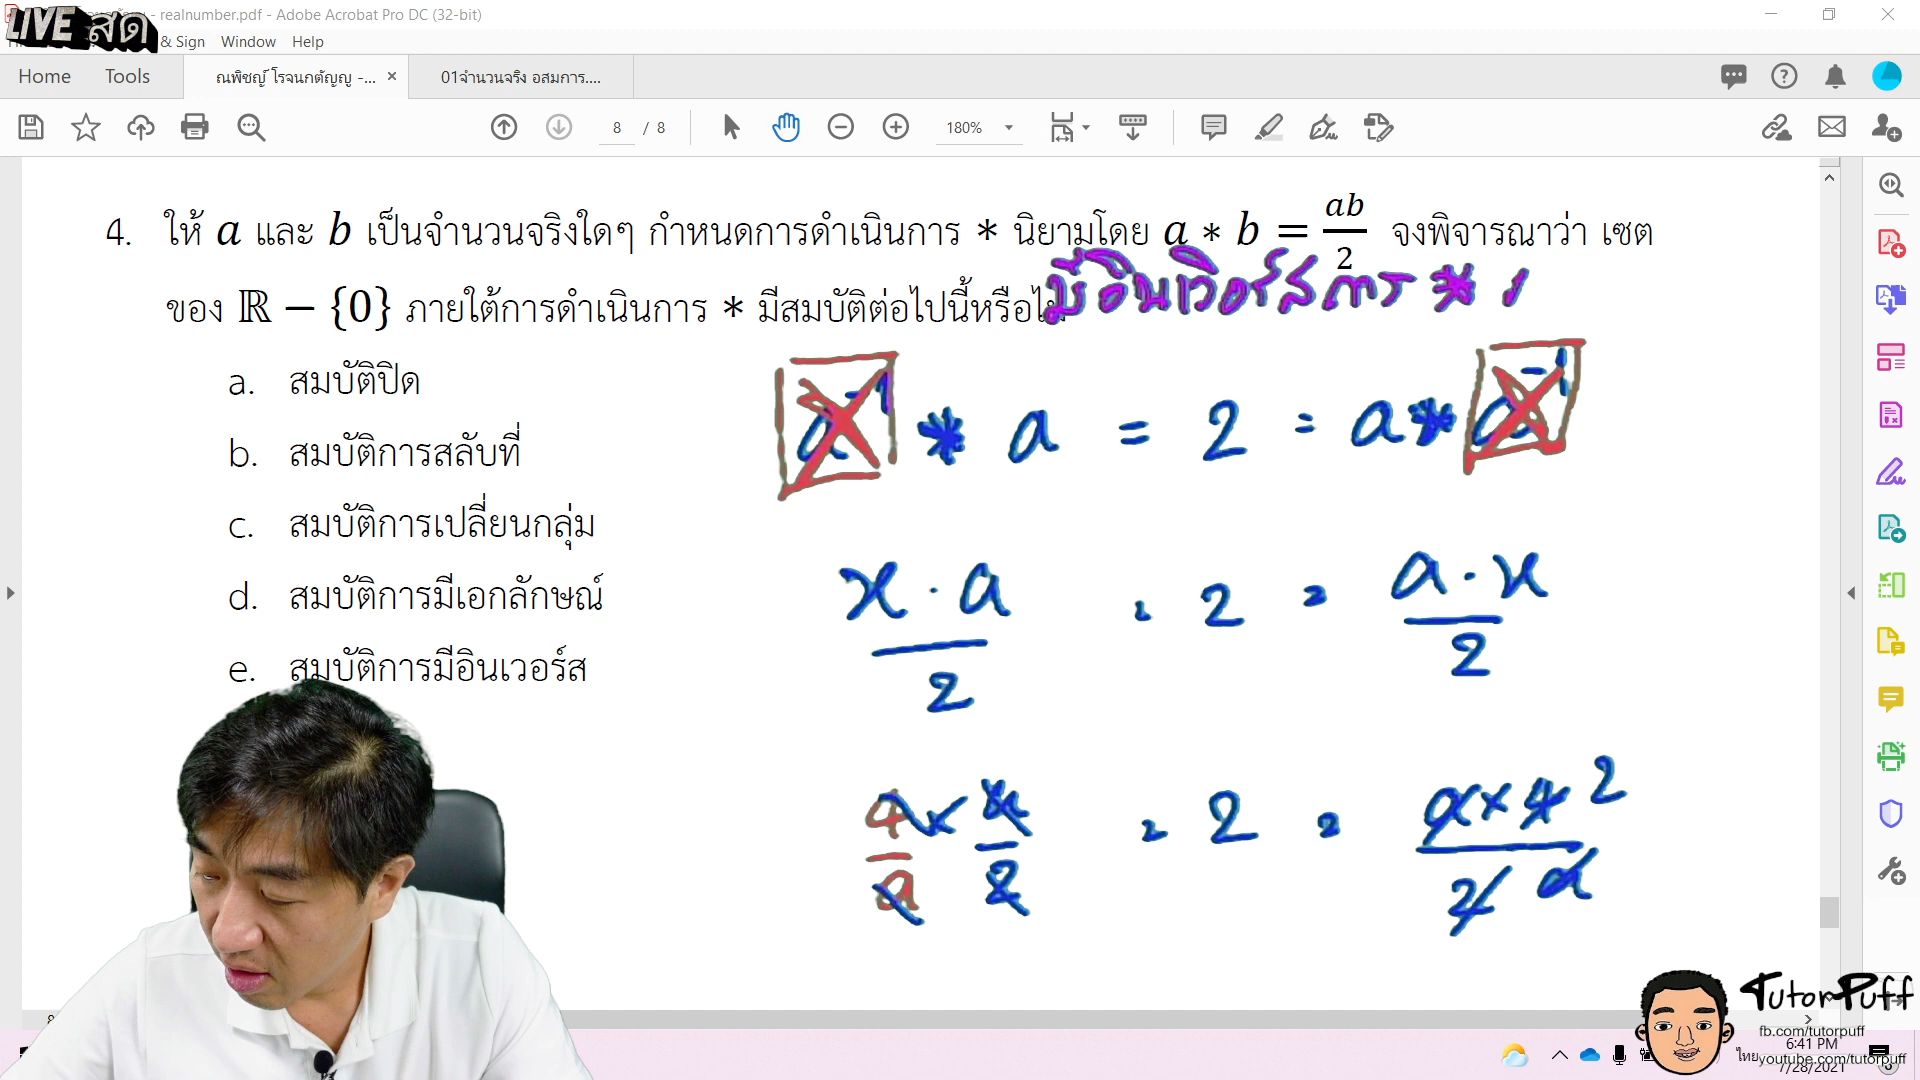 LIVE สด
- realnumber.pdf - Adobe Acrobat Pro DC (32-bit)
& Sign Window Help
Home Tools ณพิชญ์ โรจนกตัญญู -... × 01จำนวนจริง อสมการ....
8 / 8 180%
4. ให้ a และ b เป็นจำนวนจริงใดๆ กำหนดการดำเนินการ ∗ นิยามโดย a ∗ b = ab/2 จงพิจารณาว่า เซต
ของ ℝ − {0} ภายใต้การดำเนินการ ∗ มีสมบัติต่อไปนี้หรือไม่
มีอินเวอร์สการ *
a. สมบัติปิด
b. สมบัติการสลับที่
c. สมบัติการเปลี่ยนกลุ่ม
d. สมบัติการมีเอกลักษณ์
e. สมบัติการมีอินเวอร์ส
a⁻¹ * a = 2 = a * a⁻¹
x · a / 2 = 2 = a · x / 2
4/a × a/2 = 2 = a × 4 2 / 2 a
TutorPuff
fb.com/tutorpuff
6:41 PM
ไทย
youtube.com/tutorpuff
7/28/2021